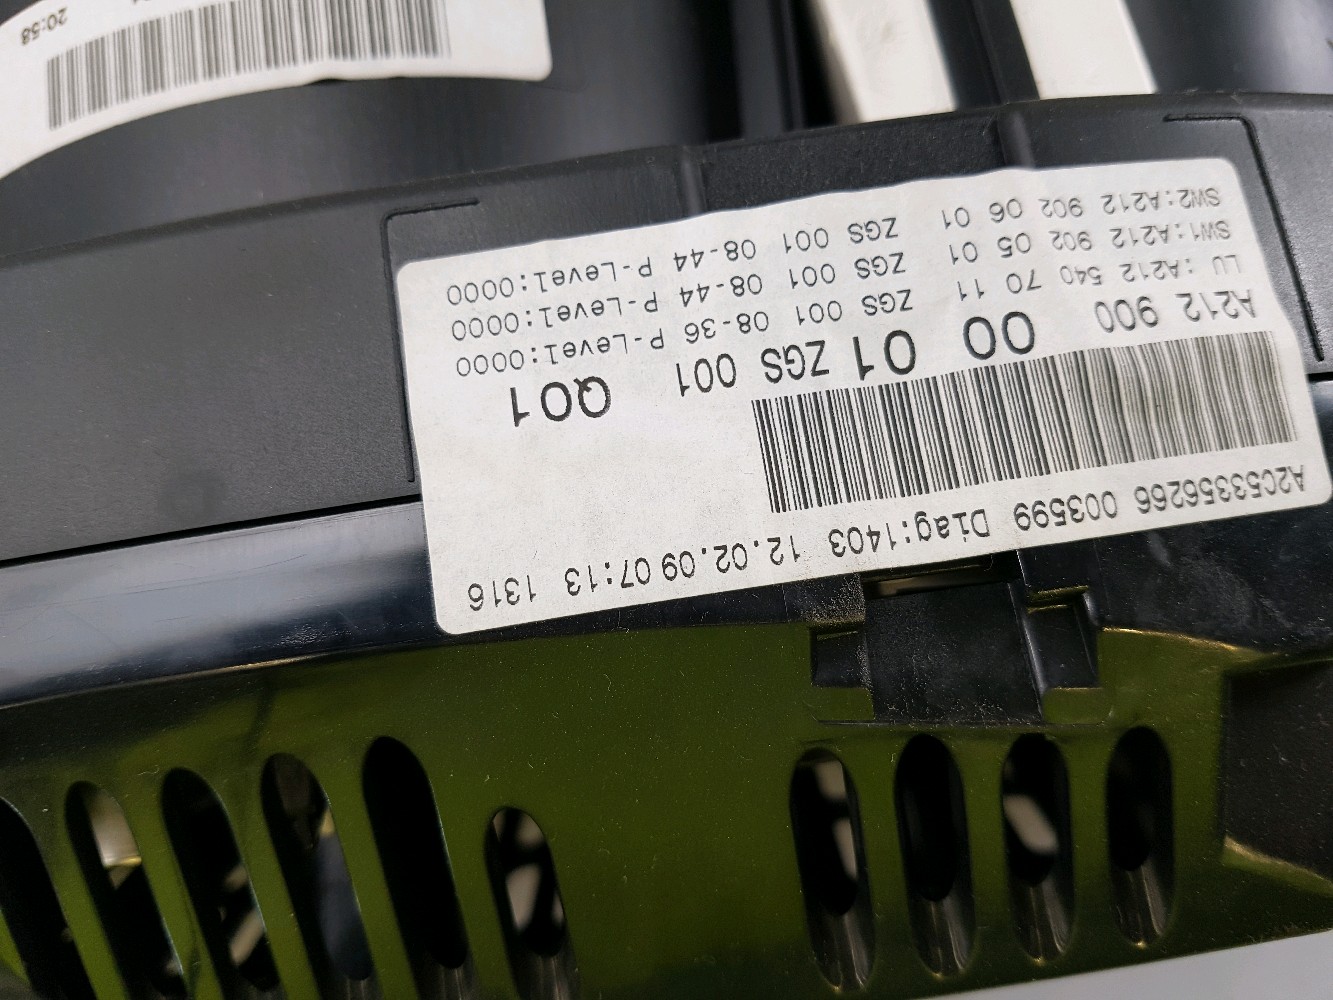 A2C53356266 003599 Diag:1403 12.02.09 07:13 1316
A212 900 00 01 ZGS 001 Q01
LU :A212 540 70 11 ZGS 001 08-36 P-Level:0000
SW1:A212 902 05 01 ZGS 001 08-44 P-Level:0000
SW2:A212 902 06 01 ZGS 001 08-44 P-Level:0000
20:58